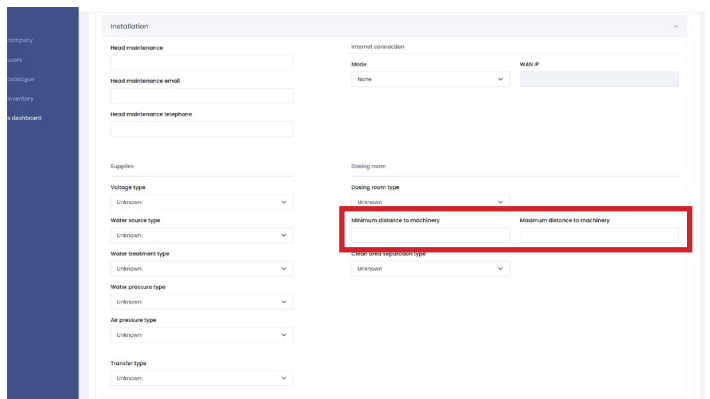 Installation
company
users
catalogue
inventory
s dashboard
Head maintenance
Head maintenance email
Head maintenance telephone
Internet connection
Mode
WAN IP
None
Supplies
Voltage type
Unknown
Water source type
Unknown
Water treatment type
Unknown
Water pressure type
Unknown
Air pressure type
Unknown
Transfer type
Unknown
Dosing room
Dosing room type
Unknown
Minimum distance to machinery
Maximum distance to machinery
Clean area separation type
Unknown